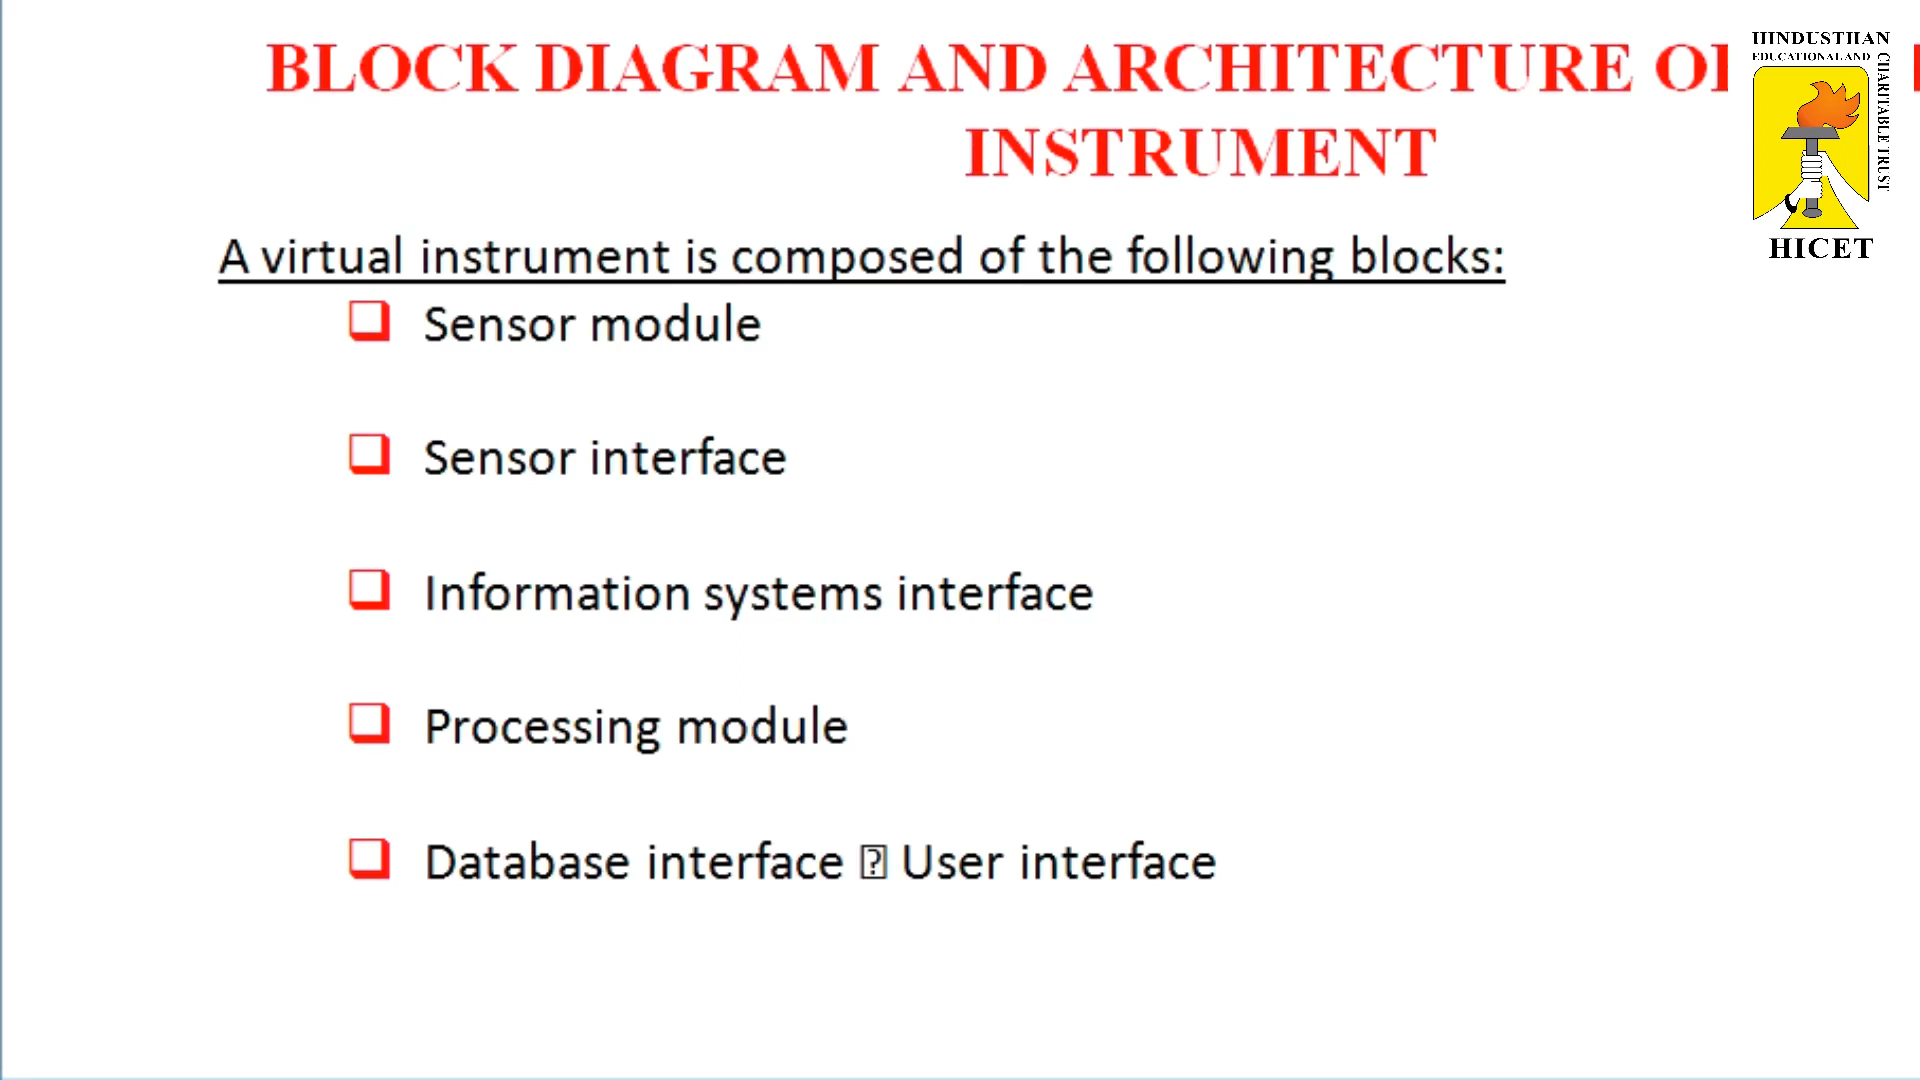 BLOCK DIAGRAM AND ARCHITECTURE
INSTRUMENT
HINDUSTHAN
EDUCATIONAL AND
CHARITABLE TRUST
HICET
A virtual instrument is composed of the following blocks:
❑ Sensor module
❑ Sensor interface
❑ Information systems interface
❑ Processing module
❑ Database interface ⍰ User interface